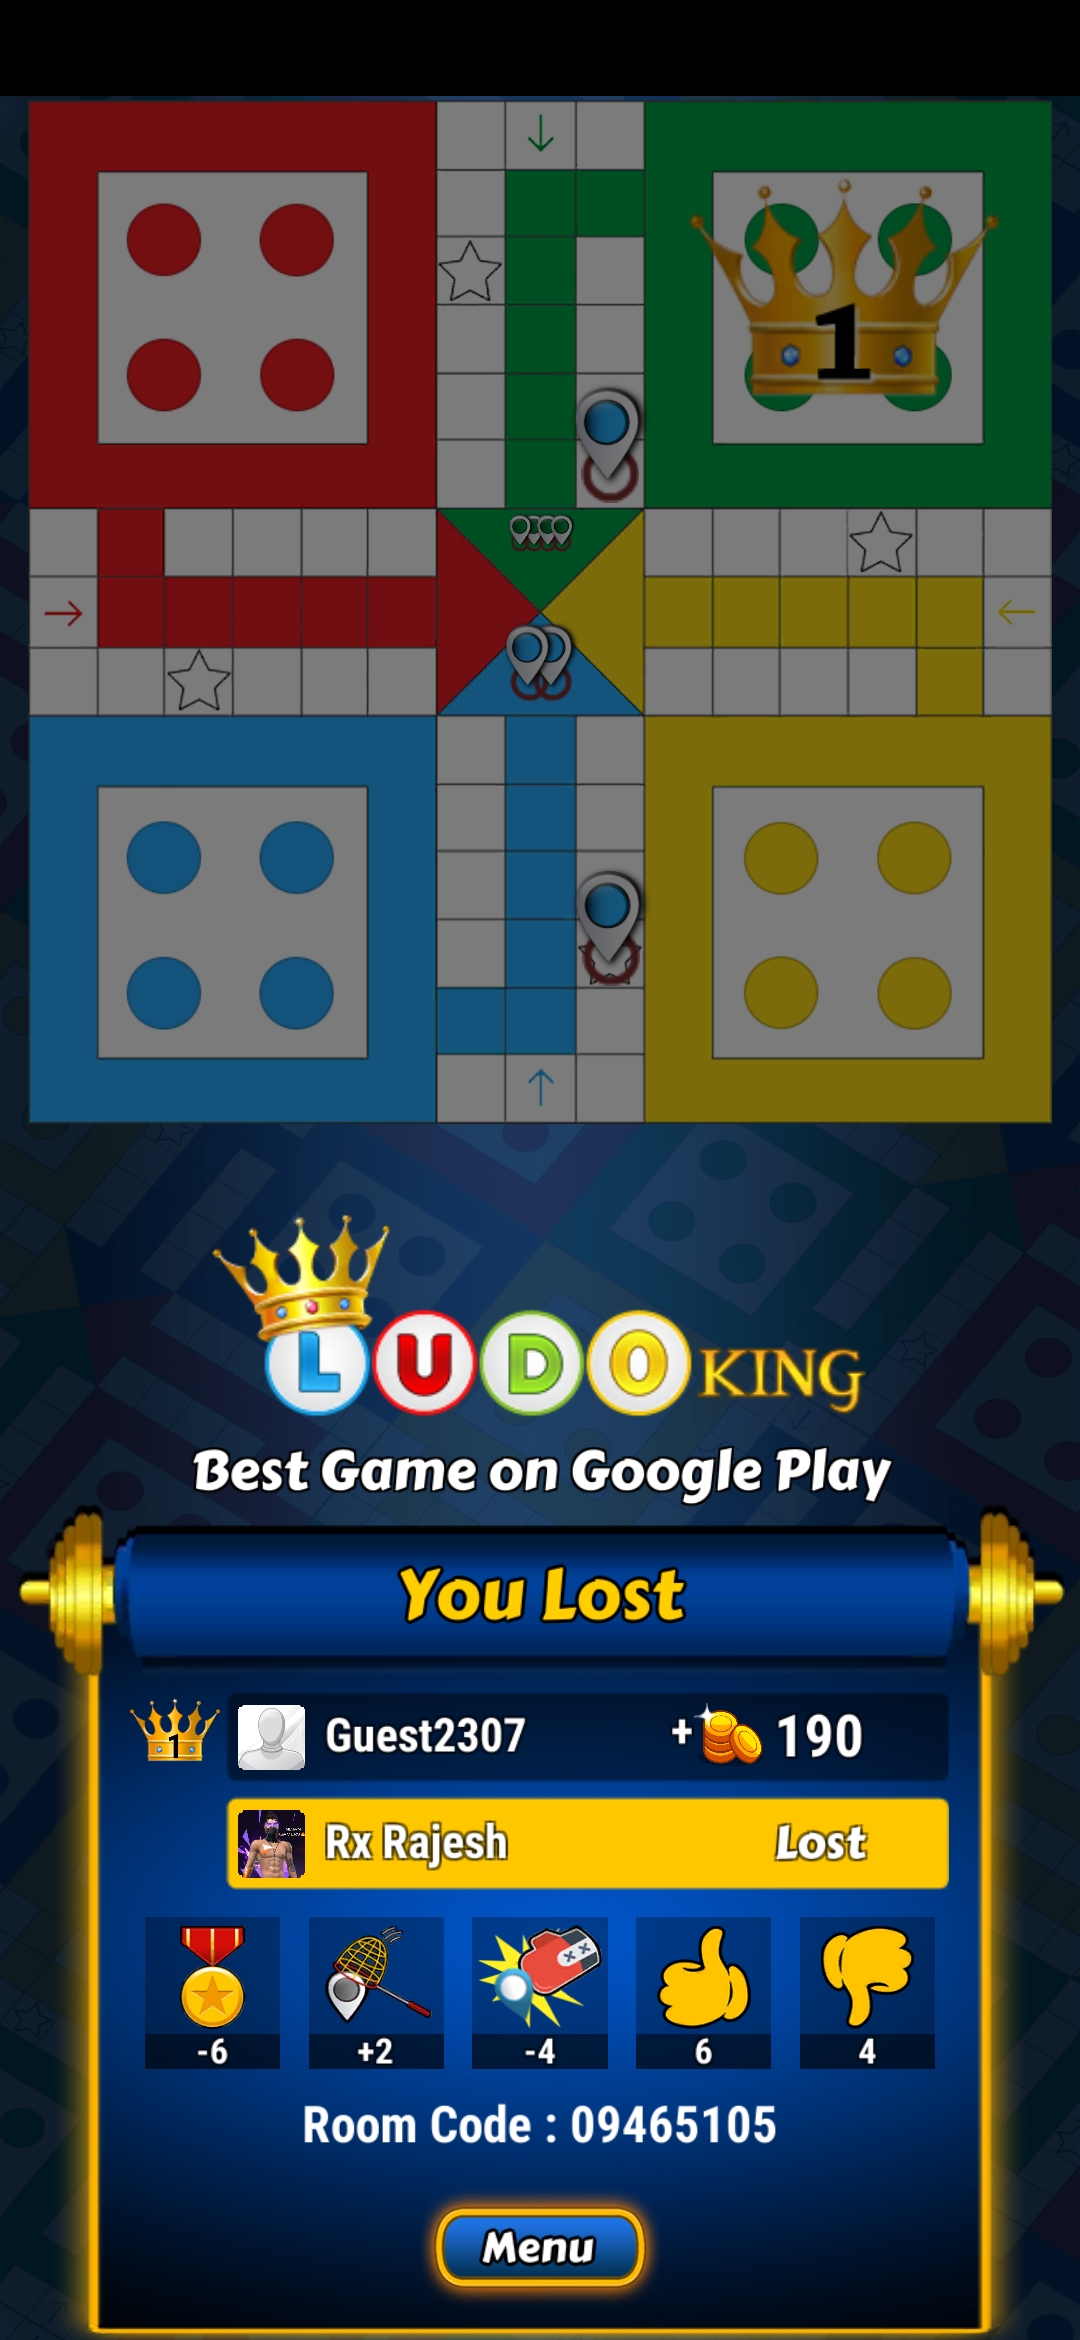 1
LUDO KING
Best Game on Google Play
You Lost
1 Guest2307 + 190
Rx Rajesh Lost
-6 +2 -4 6 4
Room Code : 09465105
Menu